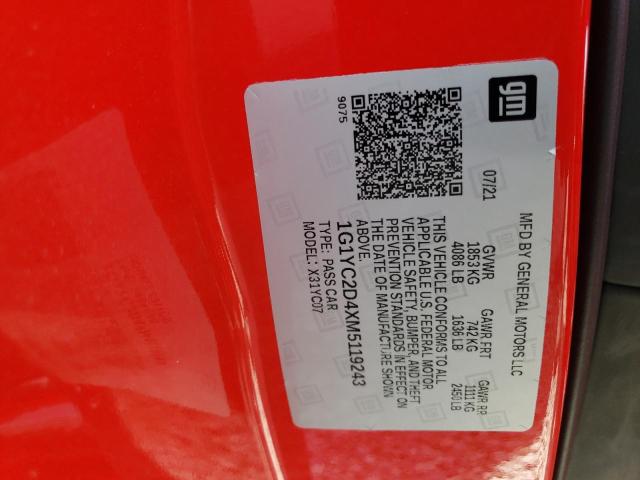 gm
MFD BY GENERAL MOTORS LLC
07/21
GVWR GAWR FRT GAWR RR
1853 KG 742 KG 1111 KG
4086 LB 1636 LB 2450 LB
THIS VEHICLE CONFORMS TO ALL
APPLICABLE U.S. FEDERAL MOTOR
VEHICLE SAFETY, BUMPER, AND THEFT
PREVENTION STANDARDS IN EFFECT ON
THE DATE OF MANUFACTURE SHOWN
ABOVE.
9075
1G1YC2D4XM5119243
TYPE: PASS CAR
MODEL: X31YC07